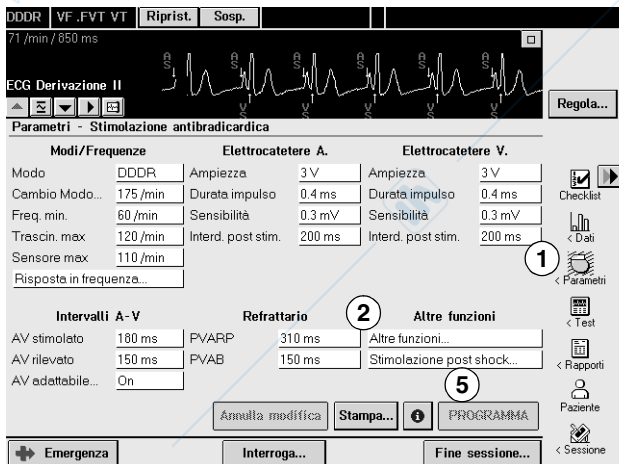 DDDR VF .FVT VT Riprist. Sosp.
71 /min / 850 ms
A S A S A S A S A S
ECG Derivazione II
V S V S V S V S
Regola...
Parametri - Stimolazione antibradicardica
Modi/Frequenze Elettrocatetere A. Elettrocatetere V.
Modo DDDR Ampiezza 3 V Ampiezza 3 V
Cambio Modo... 175 /min Durata impulso 0.4 ms Durata impulso 0.4 ms
Freq. min. 60 /min Sensibilità 0.3 mV Sensibilità 0.3 mV
Trascin. max 120 /min Interd. post stim. 200 ms Interd. post stim. 200 ms
Sensore max 110 /min
Risposta in frequenza...
Intervalli A-V Refrattario 2 Altre funzioni
AV stimolato 180 ms PVARP 310 ms Altre funzioni...
AV rilevato 150 ms PVAB 150 ms Stimolazione post shock...
AV adattabile... On
5
Annulla modifica Stampa... PROGRAMMA
Emergenza Interroga... Fine sessione...
Checklist
< Dati
1
< Parametri
< Test
< Rapporti
Paziente
< Sessione